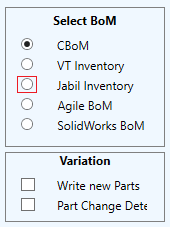 Select BoM
CBoM
VT Inventory
Jabil Inventory
Agile BoM
SolidWorks BoM
Variation
Write new Parts
Part Change Dete